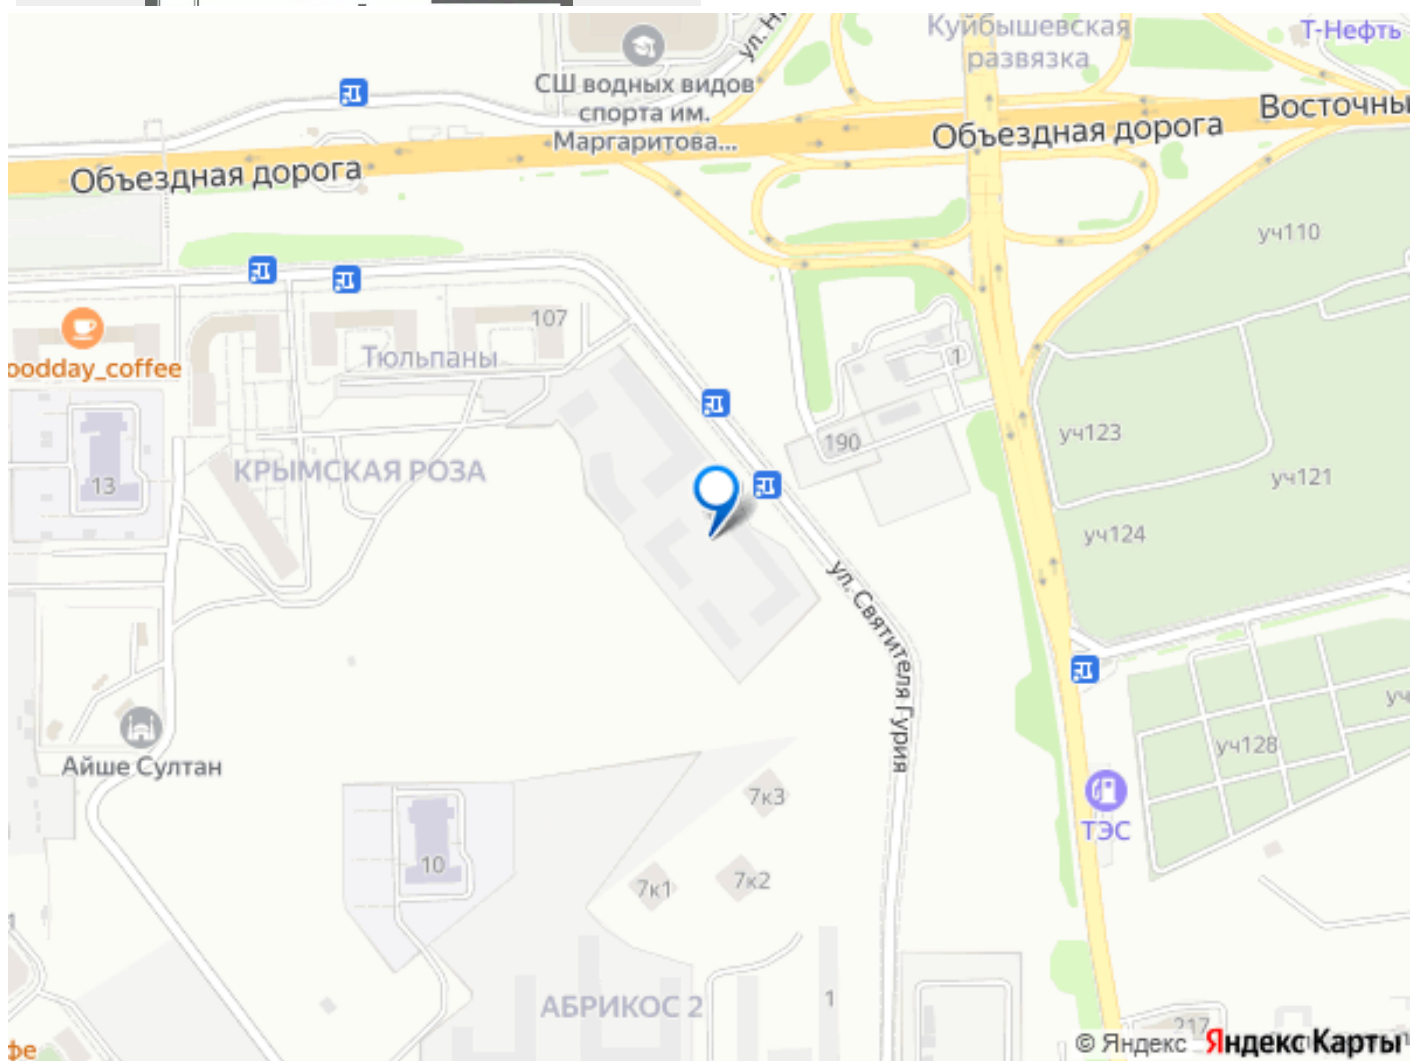 Куйбышевская
развязка
Т-Нефть
СШ водных видов
спорта им.
Маргаритова...
Восточны
Объездная дорога
Объездная дорога
уч110
107
oodday_coffee
Тюльпаны
1
190
уч123
КРЫМСКАЯ РОЗА
13
уч121
уч124
ул. Святителя Гурия
Айше Султан
уч128
7к3
ТЭС
10
7к1
7к2
АБРИКОС 2
1
217
фе
© Яндекс Яндекс Карты